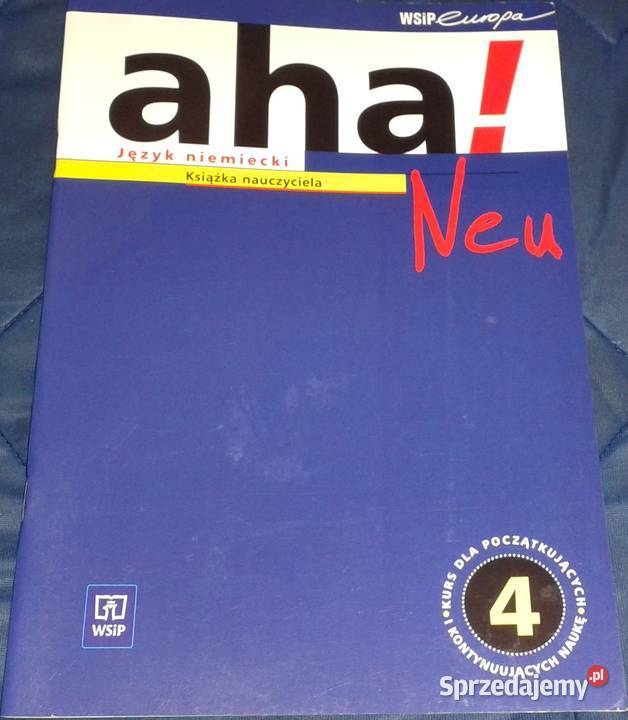 WSiP europa
aha!
Język niemiecki
Książka nauczyciela
Neu
• KURS DLA POCZĄTKUJĄCYCH •
I KONTYNUUJĄCYCH NAUKĘ
4
WSiP
Sprzedajemy.pl